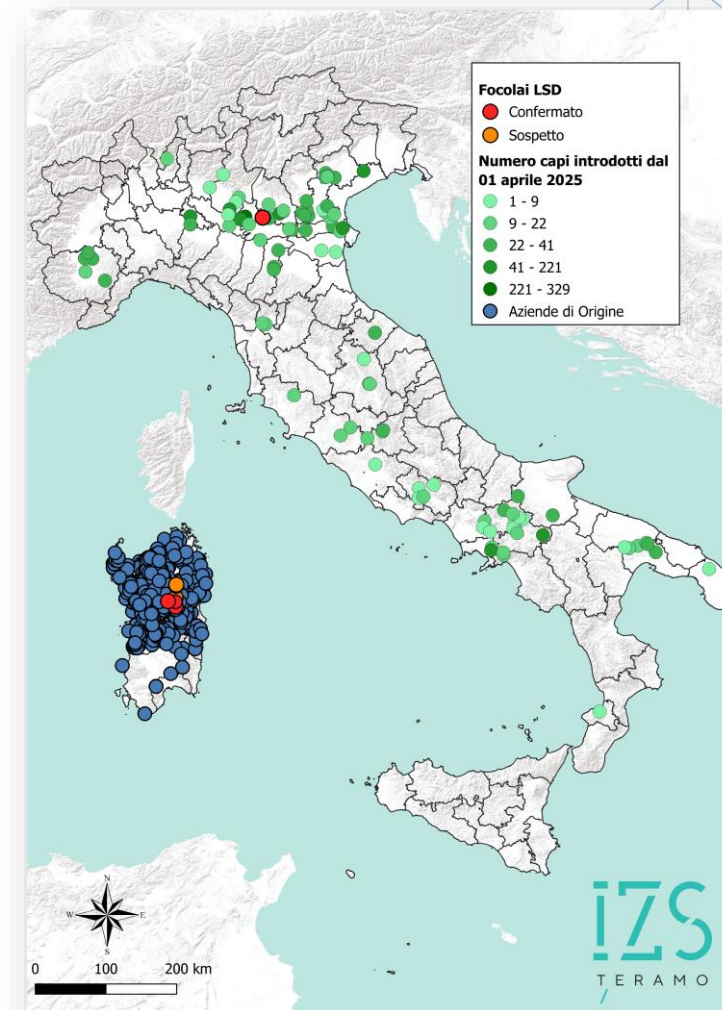 Focolai LSD
Confermato
Sospetto
Numero capi introdotti dal
01 aprile 2025
1 - 9
9 - 22
22 - 41
41 - 221
221 - 329
Aziende di Origine
N
W
E
S
0 100 200 km
IZS
TERAMO